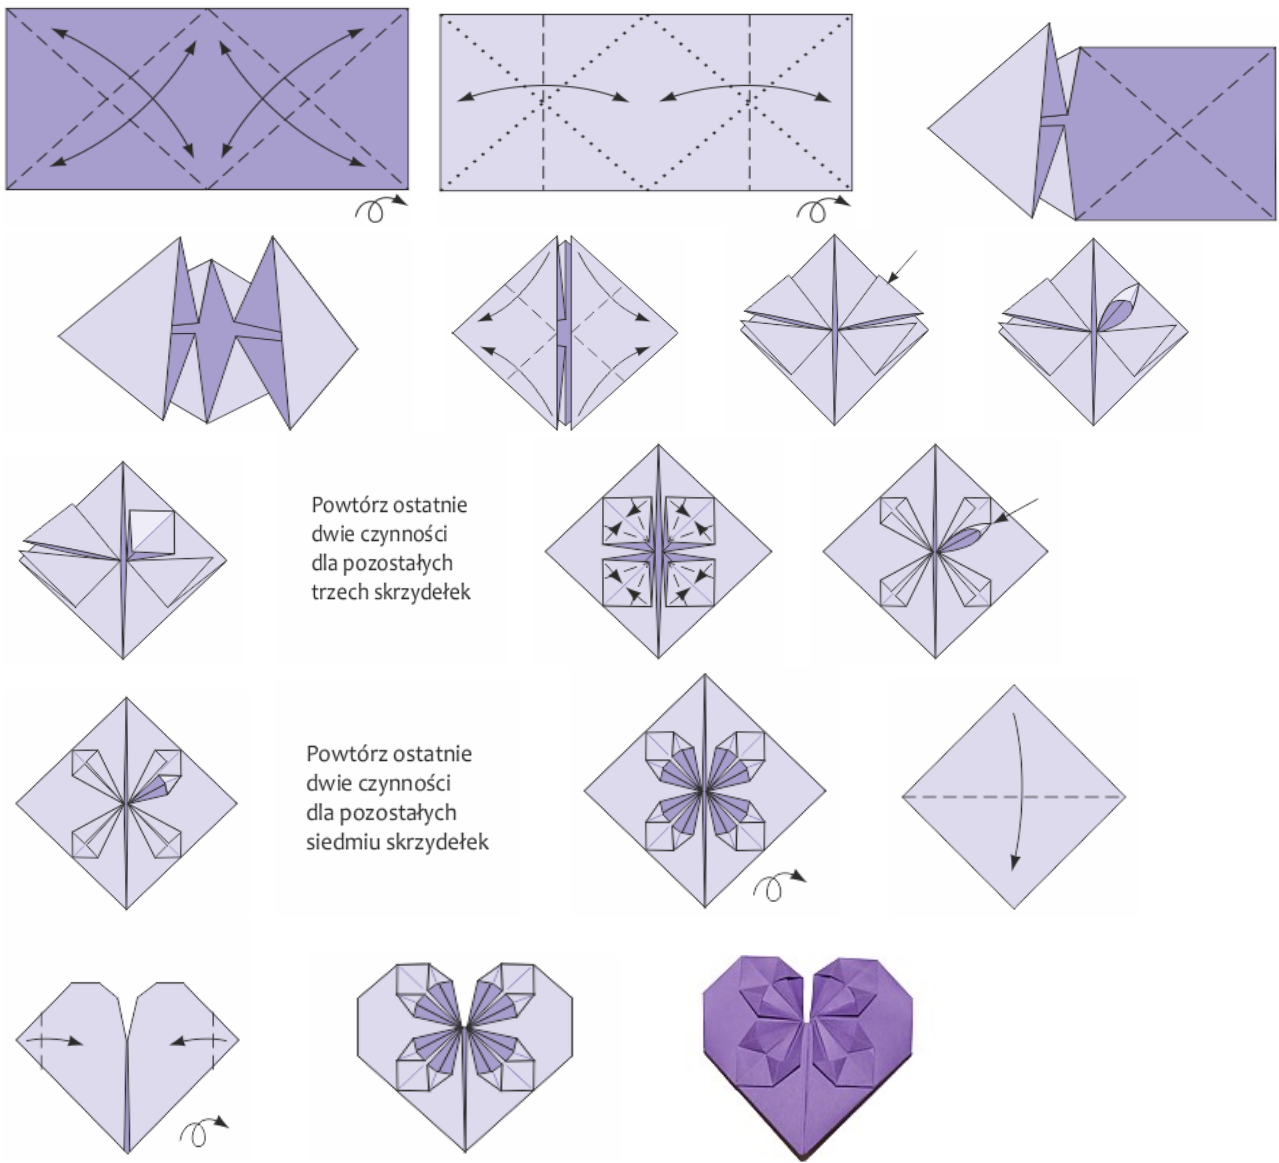 Powtórz ostatnie
dwie czynności
dla pozostałych
trzech skrzydełek
Powtórz ostatnie
dwie czynności
dla pozostałych
siedmiu skrzydełek